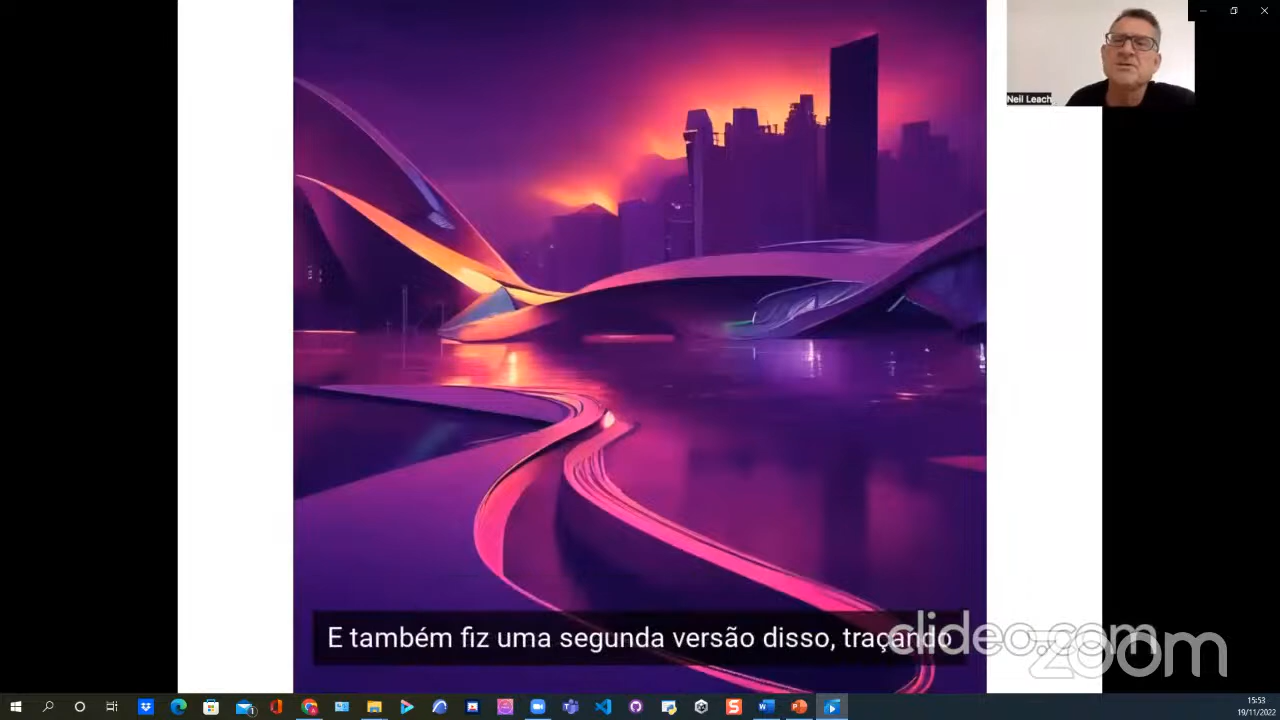 Neil Leach
E também fiz uma segunda versão disso, traçando
clideo.com
zoom
15:53
19/11/2022